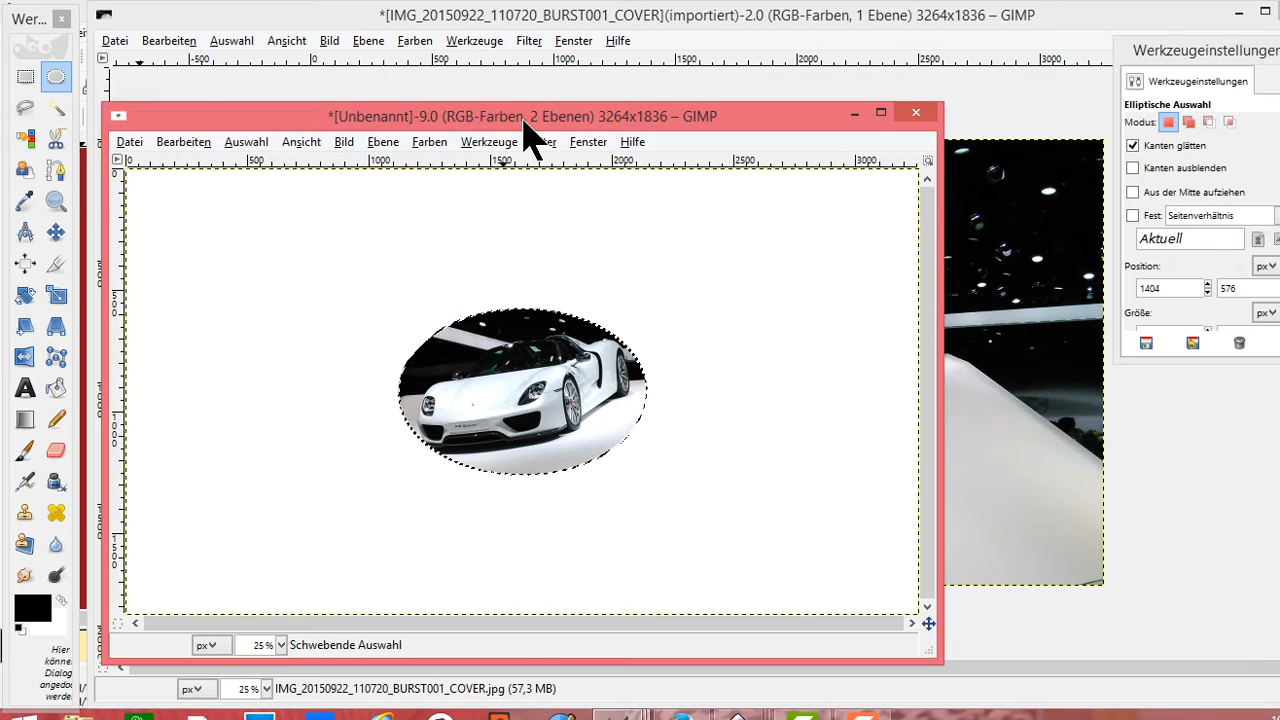 Wer...
*[IMG_20150922_110720_BURST001_COVER](importiert)-2.0 (RGB-Farben, 1 Ebene) 3264x1836 – GIMP
Datei Bearbeiten Auswahl Ansicht Bild Ebene Farben Werkzeuge Filter Fenster Hilfe
-500 0 500 1000 1500 2000 2500 3000
Werkzeugeinstellungen
Werkzeugeinstellungen
Elliptische Auswahl
Modus:
Kanten glätten
Kanten ausblenden
Aus der Mitte aufziehen
Fest: Seitenverhältnis
Aktuell
Position:
px
1404 576
Größe:
px
*[Unbenannt]-9.0 (RGB-Farben, 2 Ebenen) 3264x1836 – GIMP
Datei Bearbeiten Auswahl Ansicht Bild Ebene Farben Werkzeuge Fenster Hilfe
0 500 1000 1500 2000 2500 3000
0
500
1000
1500
px 25 % Schwebende Auswahl
px 25 % IMG_20150922_110720_BURST001_COVER.jpg (57,3 MB)
Hier
könne
Dialog
angedo
werde